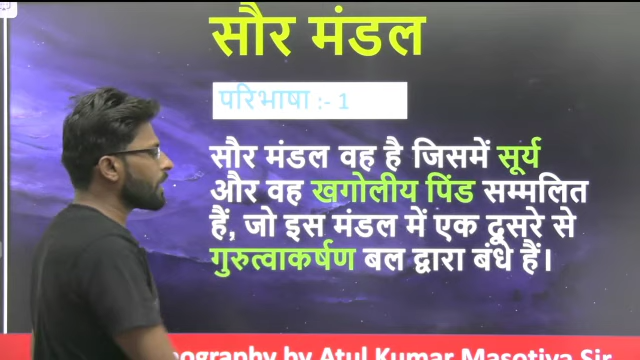 सौर मंडल
परिभाषा :- 1
सौर मंडल वह है जिसमें सूर्य
और वह खगोलीय पिंड सम्मलित
हैं, जो इस मंडल में एक दूसरे से
गुरुत्वाकर्षण बल द्वारा बंधे हैं।
by Atul Kumar Masotiya Sir